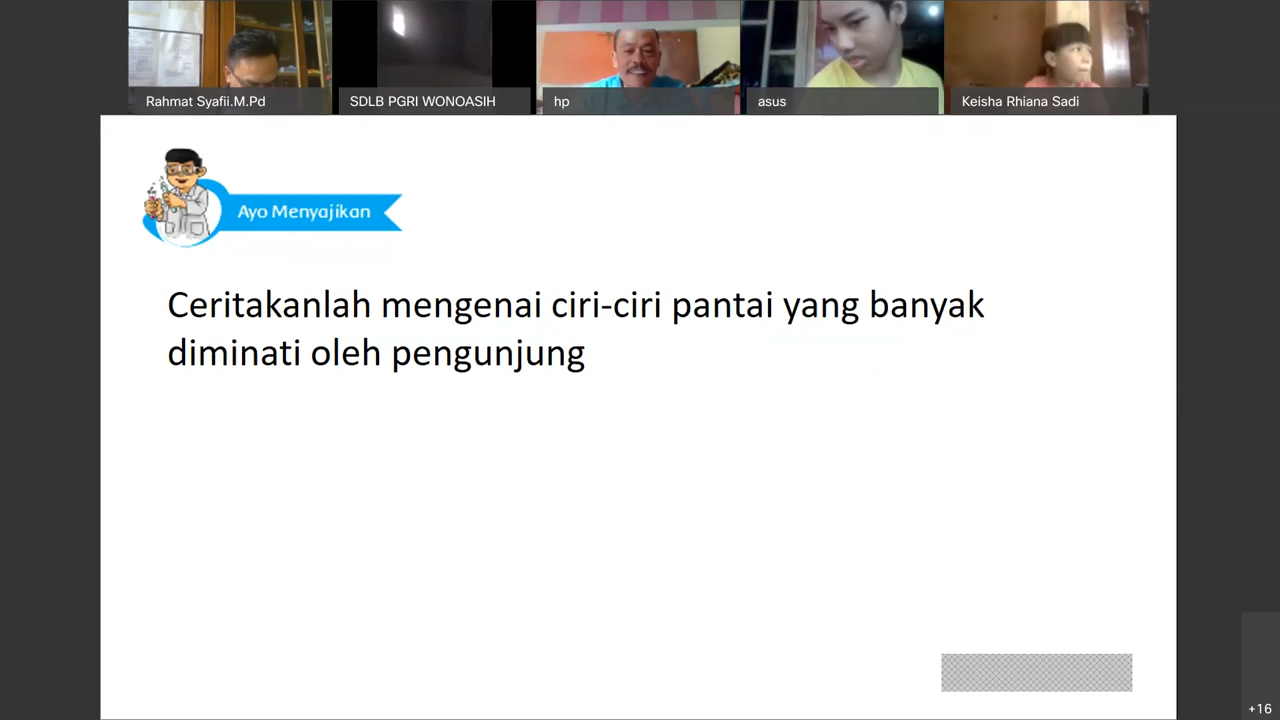 Rahmat Syafii.M.Pd
SDLB PGRI WONOASIH
hp
asus
Keisha Rhiana Sadi
Ayo Menyajikan
Ceritakanlah mengenai ciri-ciri pantai yang banyak
diminati oleh pengunjung
+16